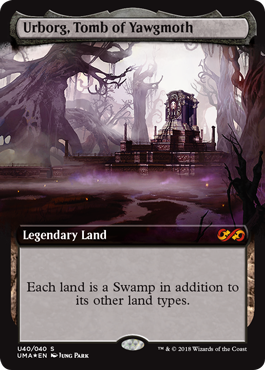 Urborg, Tomb of Yawgmoth
Legendary Land
Each land is a Swamp in addition to
its other land types.
U40/040 S
UMA★EN Jung Park
™ & © 2018 Wizards of the Coast